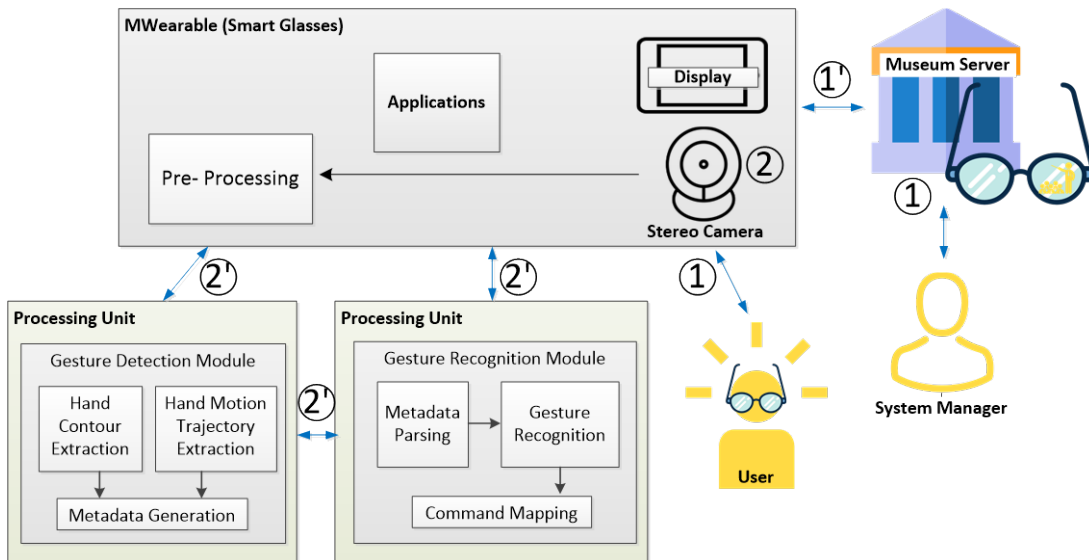 MWearable (Smart Glasses)
Applications
Display
Pre- Processing
②
Stereo Camera
①'
Museum Server
①
System Manager
②'
②'
①
User
Processing Unit
Gesture Detection Module
Hand
Contour
Extraction
Hand Motion
Trajectory
Extraction
Metadata Generation
②'
Processing Unit
Gesture Recognition Module
Metadata
Parsing
Gesture
Recognition
Command Mapping